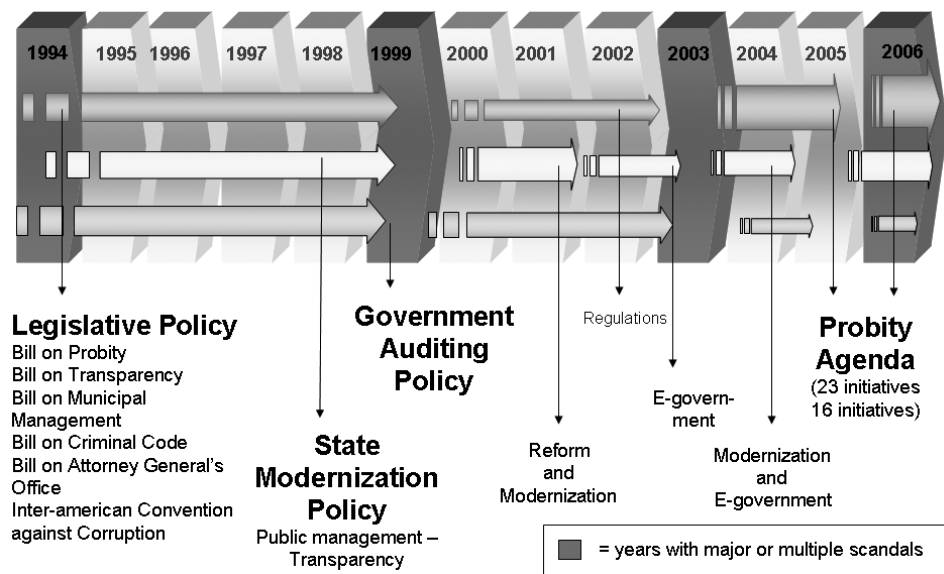 1994
1995
1996
1997
1998
1999
2000
2001
2002
2003
2004
2005
2006
Legislative Policy
Bill on Probity
Bill on Transparency
Bill on Municipal
Management
Bill on Criminal Code
Bill on Attorney General's
Office
Inter-american Convention
against Corruption
State
Modernization
Policy
Public management –
Transparency
Government
Auditing
Policy
Reform
and
Modernization
Regulations
E-govern-
ment
Modernization
and
E-government
Probity
Agenda
(23 initiatives
16 initiatives)
= years with major or multiple scandals